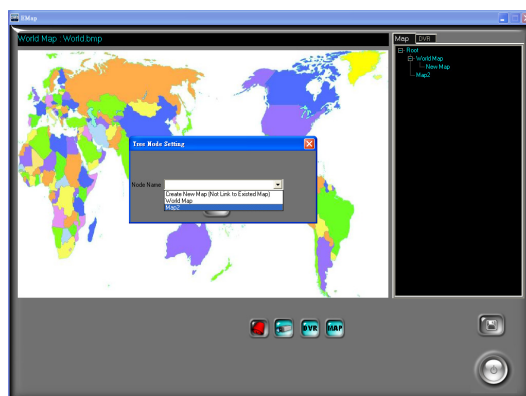 XMap
World Map : World.bmp
Map DVR
Root
World Map
New Map
Map2
Tree Node Setting
Node Name
Create New Map (Not Link to Existed Map)
World Map
Map2
DVR MAP